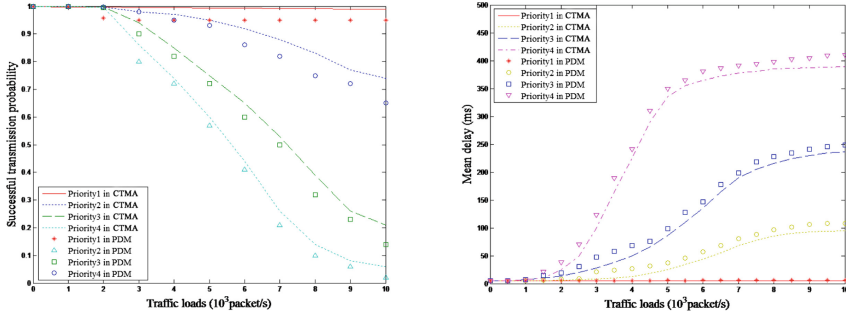 1
0.9
0.8
0.7
0.6
0.5
0.4
0.3
0.2
0.1
0
Successful transmission probability
Priority1 in CTMA
Priority2 in CTMA
Priority3 in CTMA
Priority4 in CTMA
Priority1 in PDM
Priority2 in PDM
Priority3 in PDM
Priority4 in PDM
0 1 2 3 4 5 6 7 8 9 10
Traffic loads (10³packet/s)
500
450
400
350
300
250
200
150
100
50
0
Mean delay (ms)
Priority1 in CTMA
Priority2 in CTMA
Priority3 in CTMA
Priority4 in CTMA
Priority1 in PDM
Priority2 in PDM
Priority3 in PDM
Priority4 in PDM
0 1 2 3 4 5 6 7 8 9 10
Traffic loads (10³packet/s)